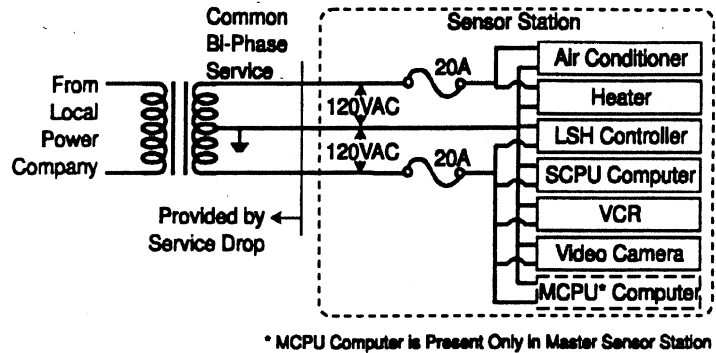 Common
Bi-Phase
Service
Sensor Station
From
Local
Power
Company
120VAC
120VAC
20A
20A
Air Conditioner
Heater
LSH Controller
SCPU Computer
VCR
Video Camera
MCPU* Computer
Provided by
Service Drop
* MCPU Computer is Present Only in Master Sensor Station